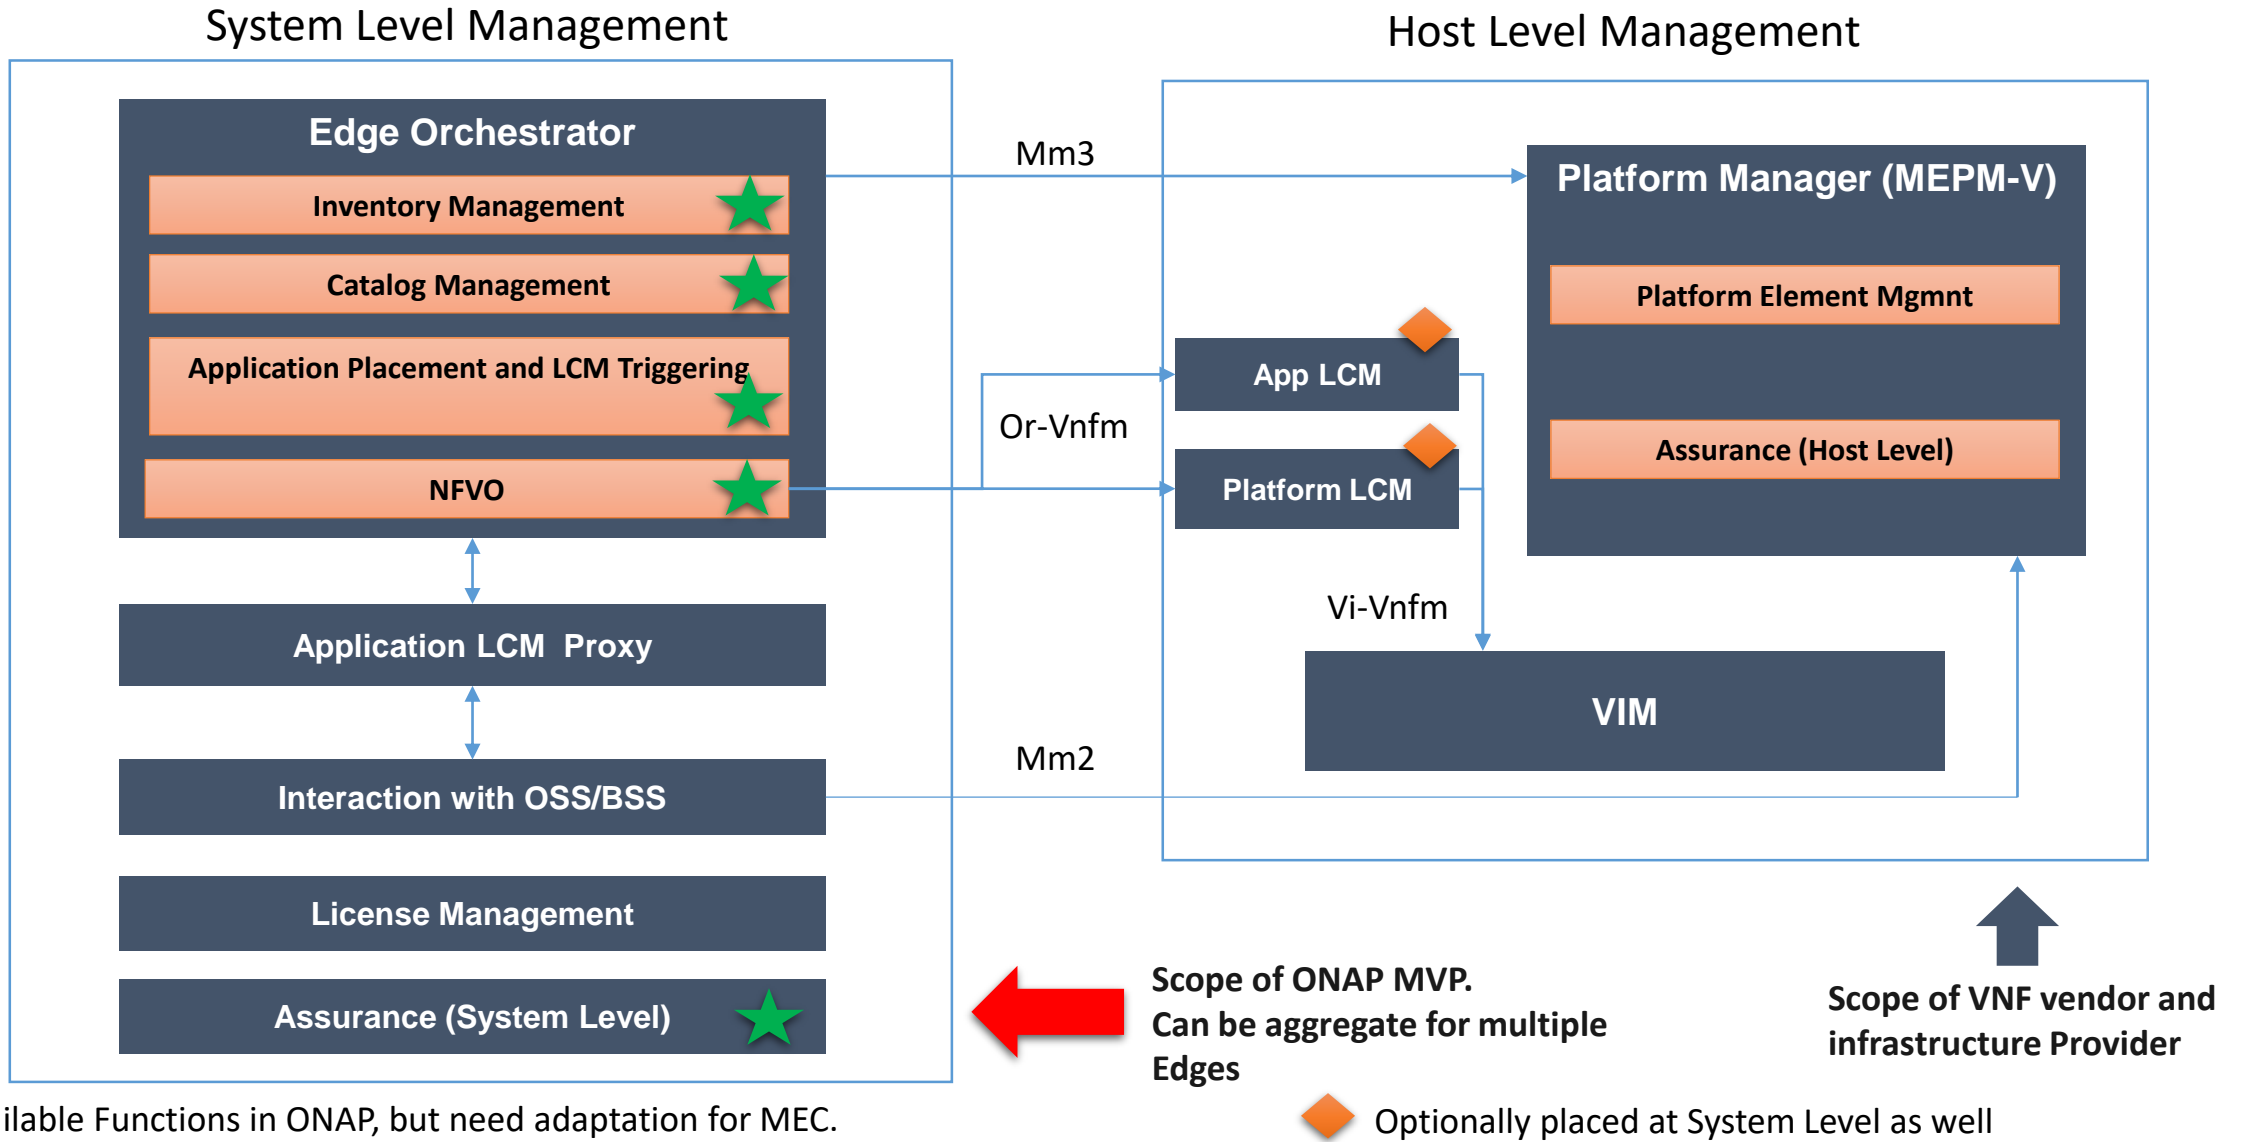 System Level Management
Host Level Management
Edge Orchestrator
Inventory Management
Catalog Management
Application Placement and LCM Triggering
NFVO
Application LCM Proxy
Interaction with OSS/BSS
License Management
Assurance (System Level)
Mm3
Or-Vnfm
Mm2
App LCM
Platform LCM
Vi-Vnfm
Platform Manager (MEPM-V)
Platform Element Mgmnt
Assurance (Host Level)
VIM
Scope of ONAP MVP.
Can be aggregate for multiple
Edges
Scope of VNF vendor and
infrastructure Provider
ilable Functions in ONAP, but need adaptation for MEC.
Optionally placed at System Level as well